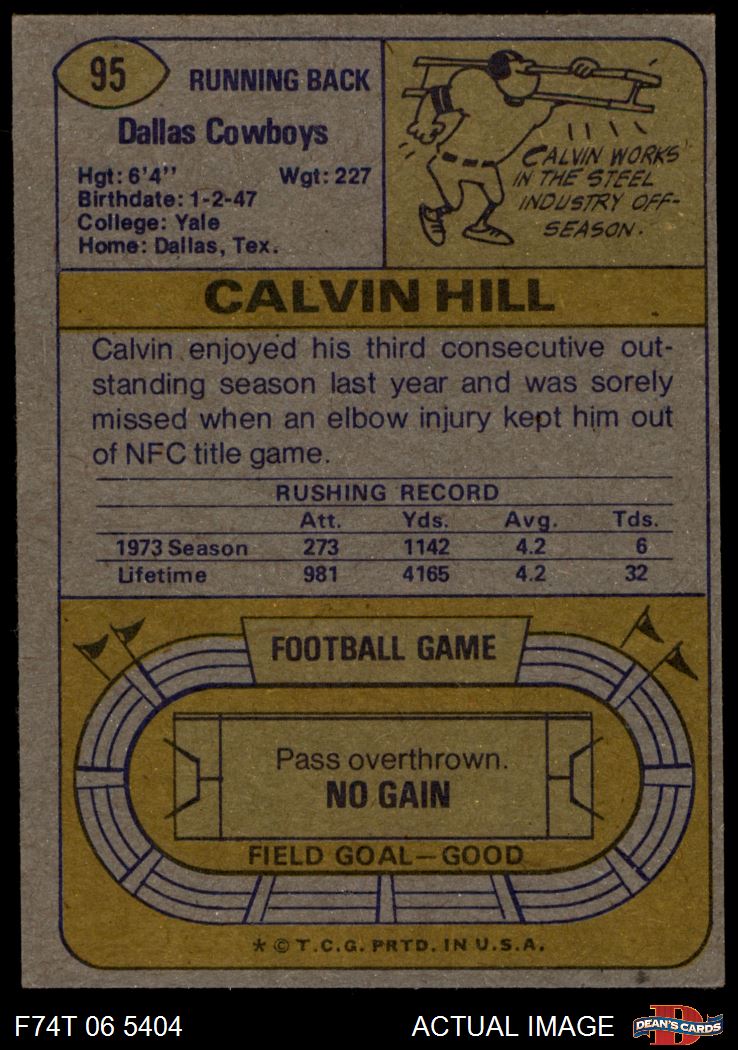 95
RUNNING BACK
Dallas Cowboys
Hgt: 6'4" Wgt: 227
Birthdate: 1-2-47
College: Yale
Home: Dallas, Tex.
CALVIN WORKS
IN THE STEEL
INDUSTRY OFF-
SEASON.
CALVIN HILL
Calvin enjoyed his third consecutive out-
standing season last year and was sorely
missed when an elbow injury kept him out
of NFC title game.
RUSHING RECORD
Att. Yds. Avg. Tds.
1973 Season 273 1142 4.2 6
Lifetime 981 4165 4.2 32
FOOTBALL GAME
Pass overthrown.
NO GAIN
FIELD GOAL—GOOD
* © T.C.G. PRTD. IN U.S.A.
F74T 06 5404 ACTUAL IMAGE
D
DEAN'S CARDS